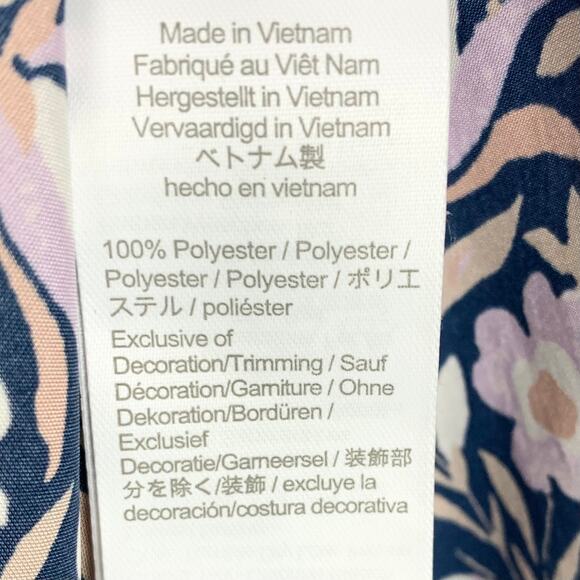 Made in Vietnam
Fabriqué au Viêt Nam
Hergestellt in Vietnam
Vervaardigd in Vietnam
ベトナム製
hecho en vietnam
100% Polyester / Polyester /
Polyester / Polyester / ポリエ
ステル / poliéster
Exclusive of
Decoration/Trimming / Sauf
Décoration/Garniture / Ohne
Dekoration/Bordüren /
Exclusief
Decoratie/Garneersel / 装飾部
分を除く/装飾 / excluye la
decoración/costura decorativa